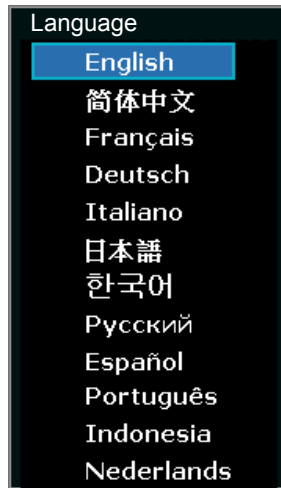 Language
English
简体中文
Français
Deutsch
Italiano
日本語
한국어
Русский
Español
Português
Indonesia
Nederlands